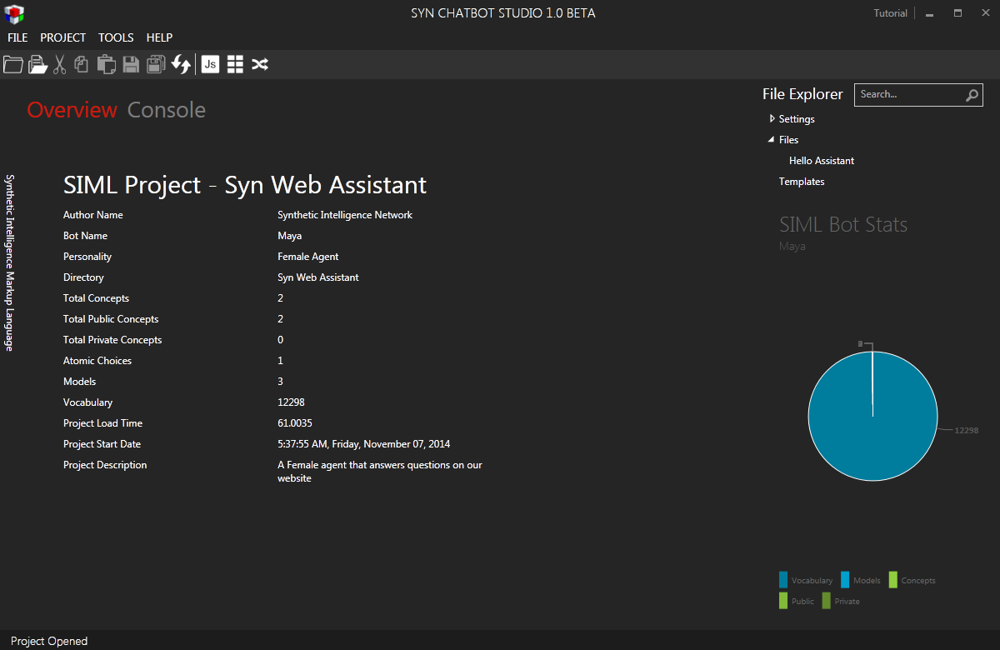 SYN CHATBOT STUDIO 1.0 BETA
Tutorial
FILE PROJECT TOOLS HELP
Js
Overview Console
File Explorer
Search...
Settings
Files
Hello Assistant
Templates
Synthetic Intelligence Markup Language
SIML Project - Syn Web Assistant
Author Name Synthetic Intelligence Network
Bot Name Maya
Personality Female Agent
Directory Syn Web Assistant
Total Concepts 2
Total Public Concepts 2
Total Private Concepts 0
Atomic Choices 1
Models 3
Vocabulary 12298
Project Load Time 61.0035
Project Start Date 5:37:55 AM, Friday, November 07, 2014
Project Description A Female agent that answers questions on our
website
SIML Bot Stats
Maya
12298
Vocabulary Models Concepts
Public Private
Project Opened